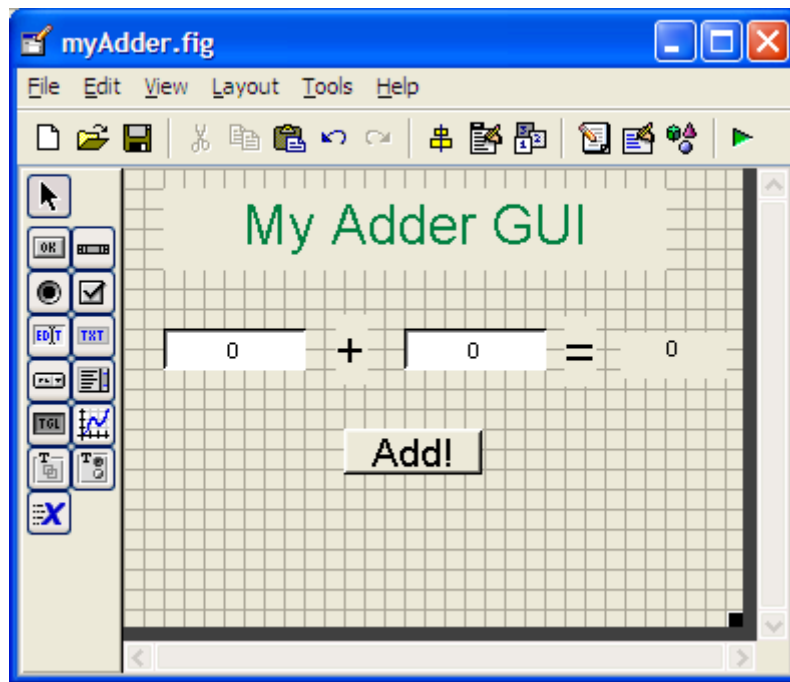 myAdder.fig
File Edit View Layout Tools Help
My Adder GUI
OK
EDIT TXT
0 + 0 = 0
TGL
Add!
T T
X